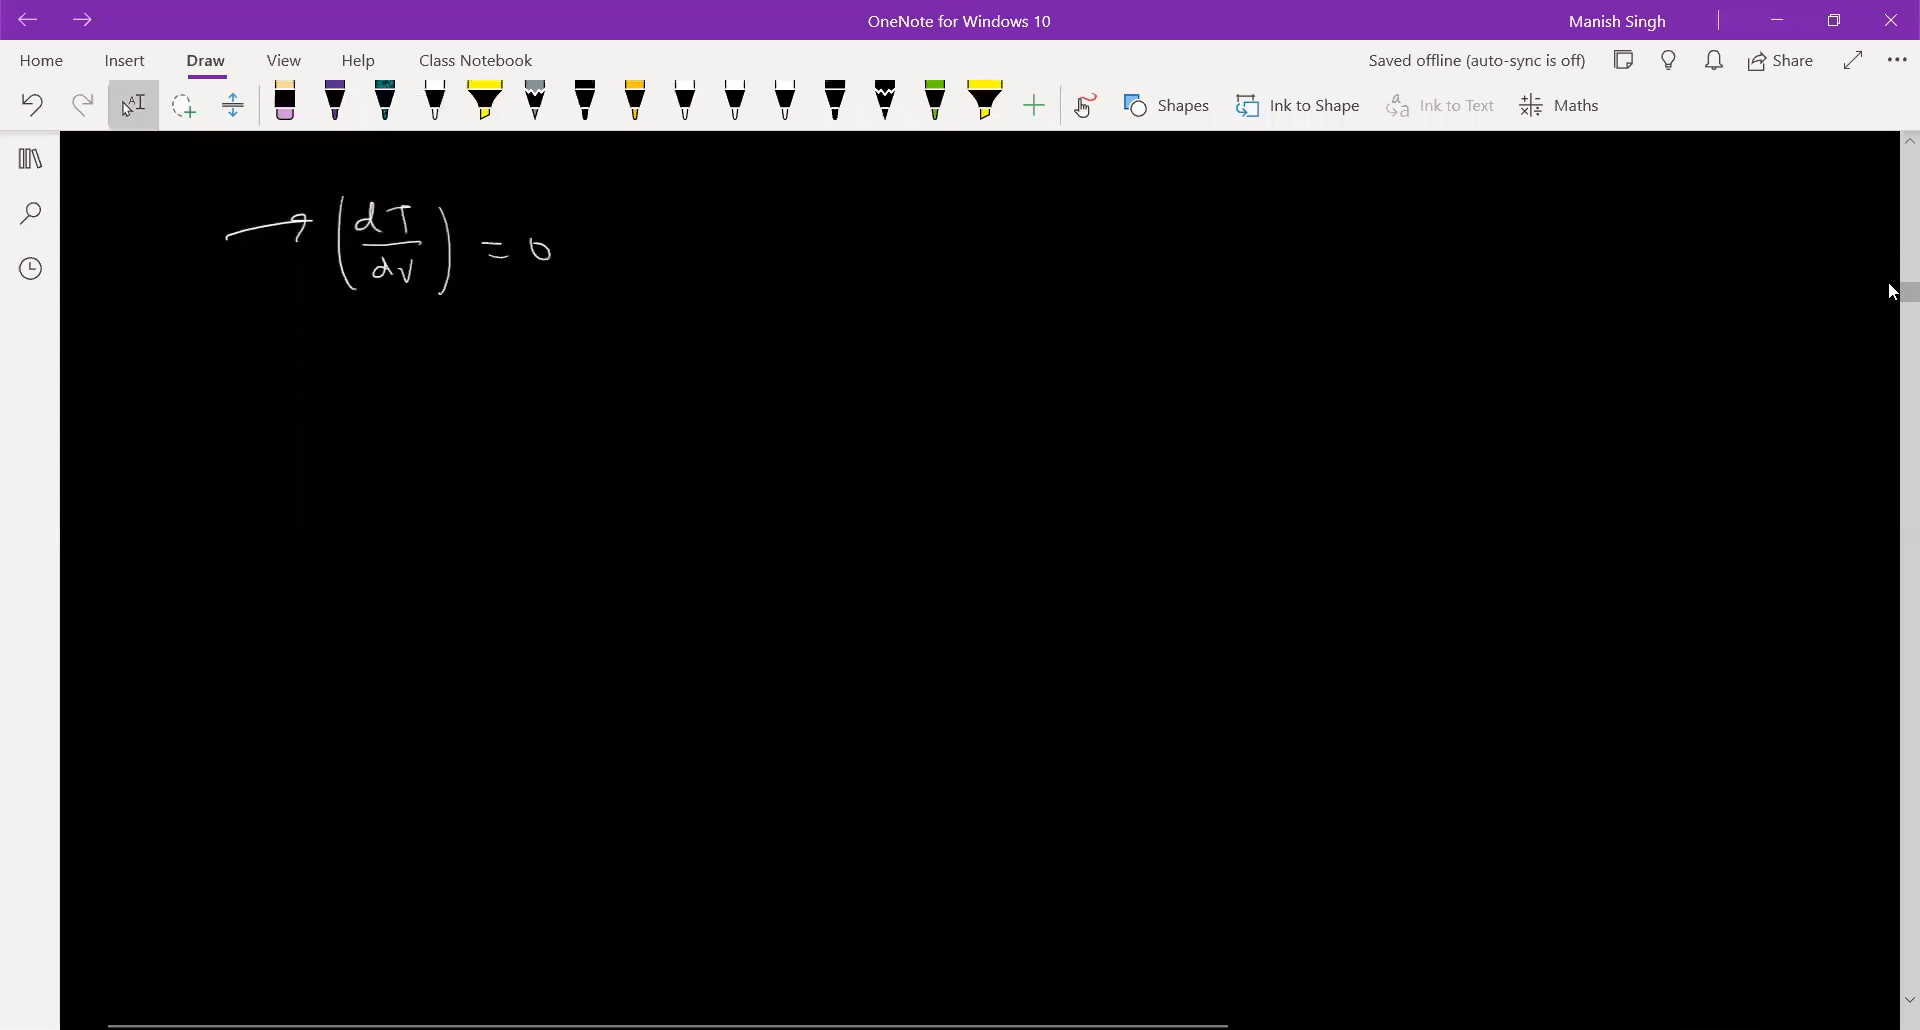 OneNote for Windows 10
Manish Singh
Home Insert Draw View Help Class Notebook
Saved offline (auto-sync is off) Share
Shapes Ink to Shape Ink to Text Maths
→ (dT/dV) = 0